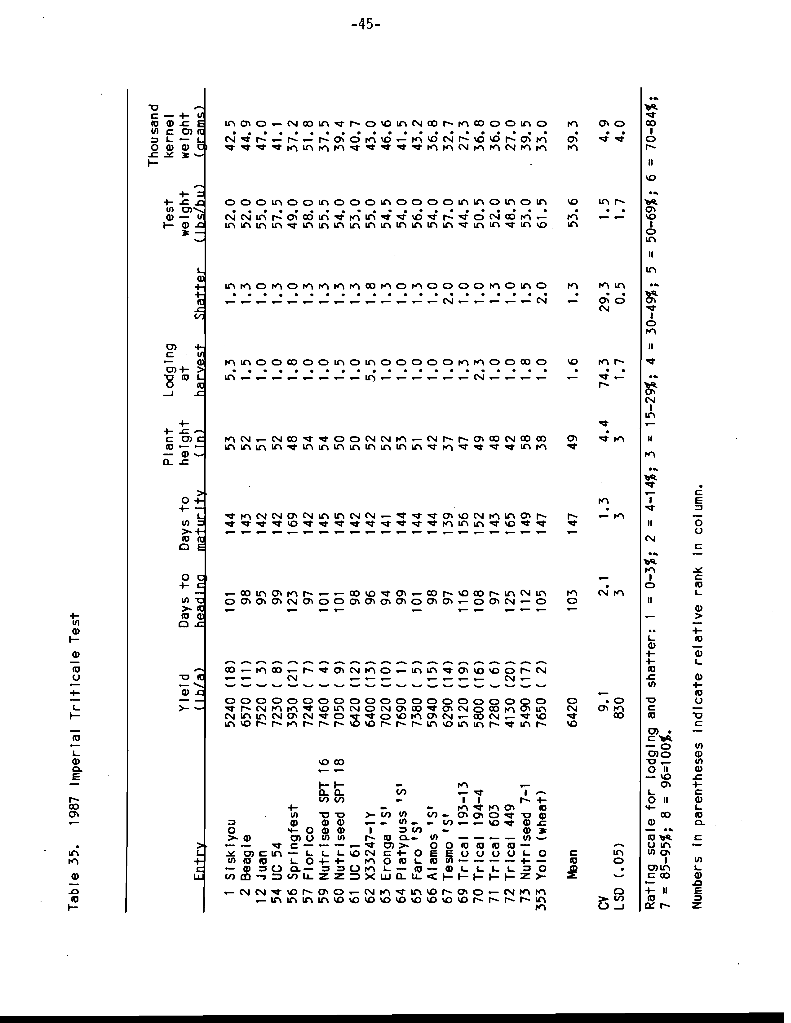 -45-
Table 35. 1987 Imperial Triticale Test
Thousand
Yield Days to Days to Plant Lodging Test kernel
(lb/a) heading maturity height at Shatter weight weight
Entry (in) harvest (lbs/bu) (grams)
1 Siskiyou 5240 (18) 101 144 53 5.3 1.5 52.0 42.5
2 Beagle 6570 (11) 98 143 52 1.5 1.3 52.0 44.9
12 Juan 7520 ( 3) 95 142 51 1.0 1.0 55.0 47.0
54 UC 54 7230 ( 8) 99 142 52 1.0 1.3 57.5 41.1
56 Springfest 3930 (21) 123 169 48 1.8 1.0 49.0 37.2
57 Florico 7240 ( 7) 97 142 54 1.0 1.3 58.0 51.8
59 Nutriseed SPT 16 7460 ( 4) 101 145 54 1.0 1.3 55.5 37.5
60 Nutriseed SPT 18 7050 ( 9) 101 145 50 1.5 1.3 54.0 39.4
61 UC 61 6420 (12) 98 142 50 1.0 1.3 53.0 40.7
62 X33247-1Y 6400 (13) 96 142 52 5.5 1.8 55.0 43.0
63 Eronga 'S' 7020 (10) 94 141 52 1.0 1.3 54.5 46.6
64 Platypuss 'S' 7690 ( 1) 99 144 53 1.0 1.0 54.0 41.5
65 Faro 'S' 7380 ( 5) 101 144 51 1.0 1.3 56.0 43.2
66 Alamos 'S' 5940 (15) 98 144 42 1.0 1.0 54.0 36.8
67 Tesmo 'S' 6290 (14) 97 139 37 1.0 2.0 57.0 32.7
69 Trical 193-13 5120 (19) 116 156 47 1.3 1.0 44.5 27.3
70 Trical 194-4 5800 (16) 108 152 49 2.3 1.0 50.5 36.8
71 Trical 603 7280 ( 6) 97 143 48 1.0 1.3 52.0 36.0
72 Trical 449 4130 (20) 125 165 42 1.0 1.0 48.5 27.0
73 Nutriseed 7-1 5490 (17) 112 149 58 1.8 1.5 53.0 39.5
353 Yolo (wheat) 7650 ( 2) 105 147 38 1.0 2.0 61.5 33.0
Mean 6420 103 147 49 1.6 1.3 53.6 39.3
CV 9.1 2.1 1.3 4.4 74.3 29.3 1.5 4.9
LSD (.05) 830 3 3 3 1.7 0.5 1.7 4.0
Rating scale for lodging and shatter: 1 = 0-3%; 2 = 4-14%; 3 = 15-29%; 4 = 30-49%; 5 = 50-69%; 6 = 70-84%;
7 = 85-95%; 8 = 96=100%.
Numbers in parentheses indicate relative rank in column.